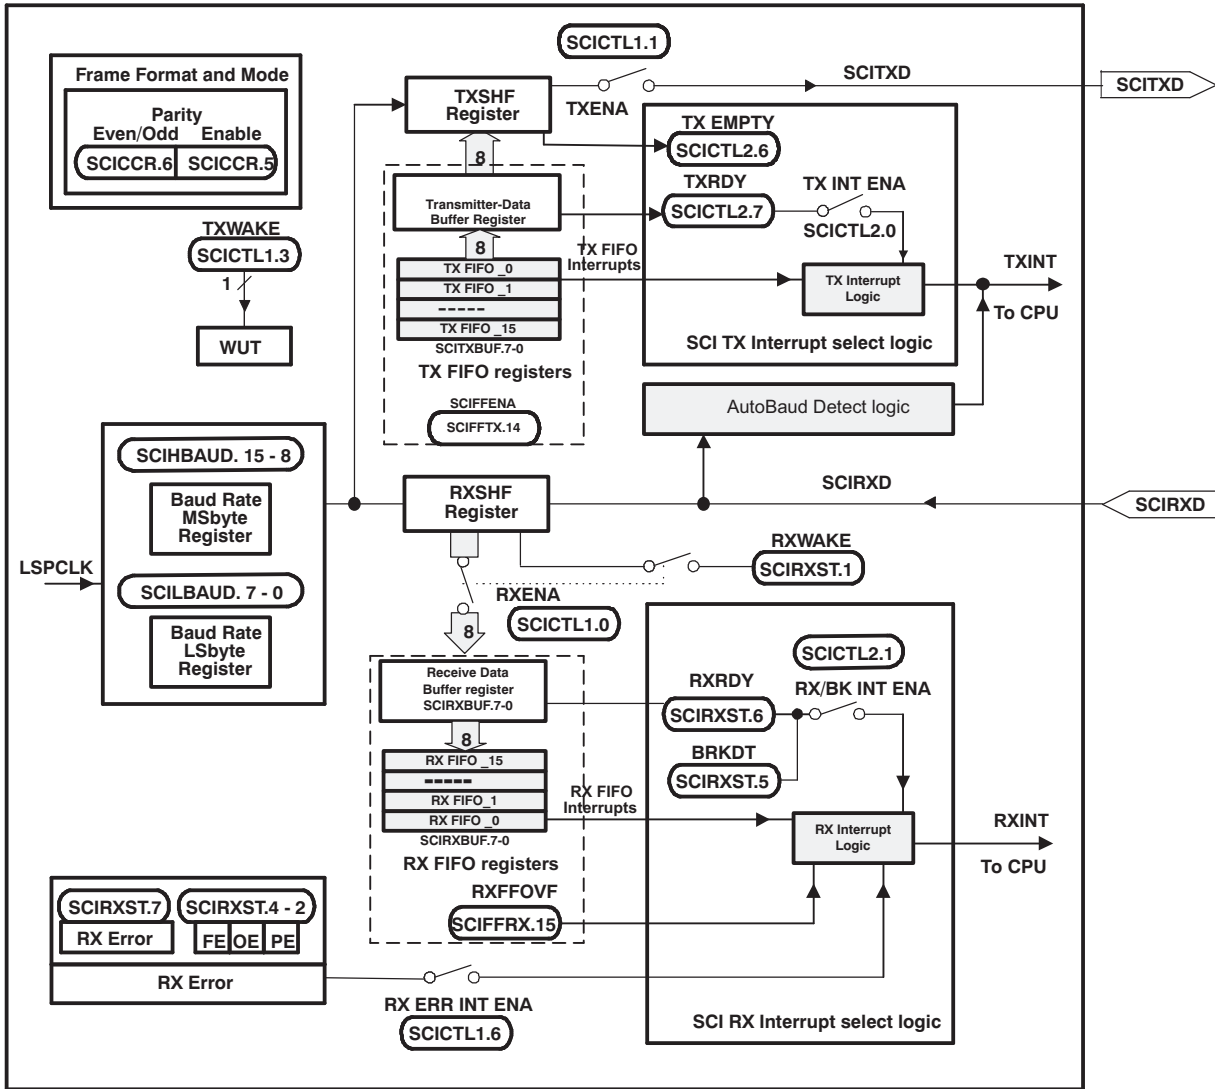 SCICTL1.1
Frame Format and Mode
Parity
Even/Odd Enable
SCICCR.6 SCICCR.5
TXSHF
Register
TXENA
SCITXD
SCITXD
8
TX EMPTY
SCICTL2.6
TXRDY
SCICTL2.7
TX INT ENA
SCICTL2.0
Transmitter-Data
Buffer Register
8
TX FIFO _0
TX FIFO _1
-----
TX FIFO _15
SCITXBUF.7-0
TX FIFO registers
SCIFFENA
SCIFFTX.14
TX FIFO
Interrupts
TX Interrupt
Logic
TXINT
To CPU
SCI TX Interrupt select logic
TXWAKE
SCICTL1.3
1
WUT
AutoBaud Detect logic
SCIHBAUD. 15 - 8
Baud Rate
MSbyte
Register
LSPCLK
SCILBAUD. 7 - 0
Baud Rate
LSbyte
Register
RXSHF
Register
SCIRXD
SCIRXD
RXWAKE
SCIRXST.1
RXENA
SCICTL1.0
8
Receive Data
Buffer register
SCIRXBUF.7-0
8
RX FIFO _15
-----
RX FIFO_1
RX FIFO _0
SCIRXBUF.7-0
RX FIFO registers
RXFFOVF
SCIFFRX.15
SCICTL2.1
RXRDY
SCIRXST.6
RX/BK INT ENA
BRKDT
SCIRXST.5
RX FIFO
Interrupts
RX Interrupt
Logic
RXINT
To CPU
SCI RX Interrupt select logic
SCIRXST.7 SCIRXST.4 - 2
RX Error FE OE PE
RX Error
RX ERR INT ENA
SCICTL1.6